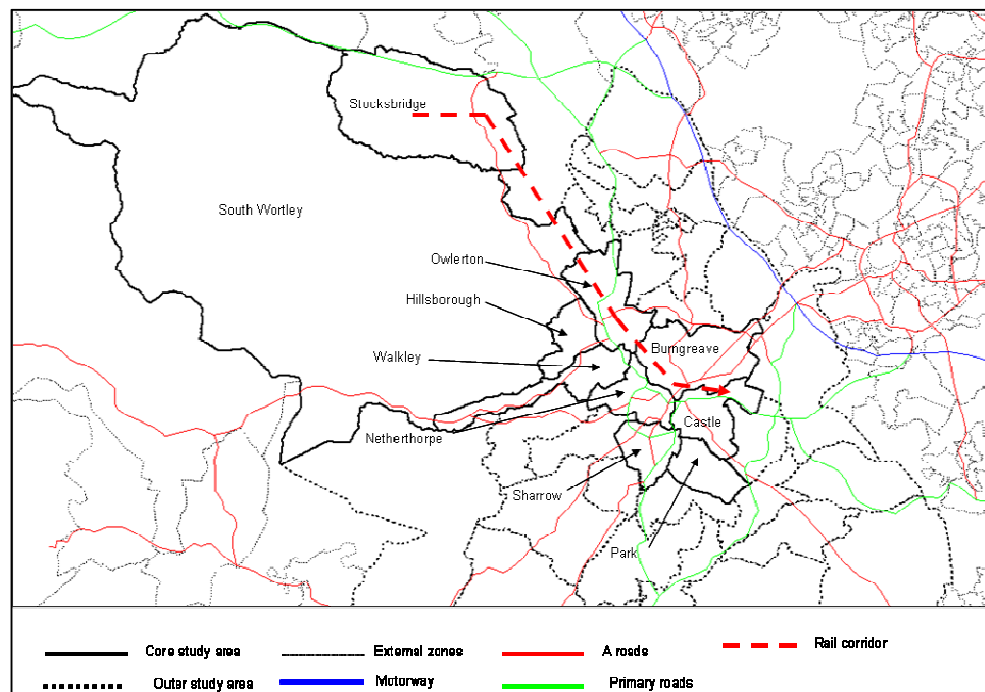 Stocksbridge
South Wortley
Owlerton
Hillsborough
Burngreave
Walkley
Castle
Netherthorpe
Sharrow
Park
Core study area
External zones
A roads
Rail corridor
Outer study area
Motorway
Primary roads